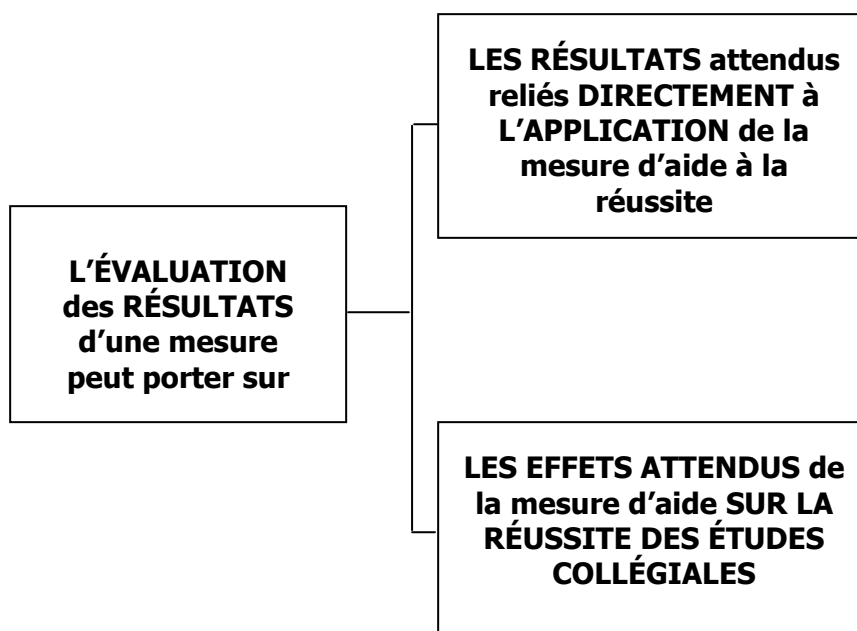 LES RÉSULTATS attendus
reliés DIRECTEMENT à
L’APPLICATION de la
mesure d’aide à la
réussite
L’ÉVALUATION
des RÉSULTATS
d’une mesure
peut porter sur
LES EFFETS ATTENDUS de
la mesure d’aide SUR LA
RÉUSSITE DES ÉTUDES
COLLÉGIALES